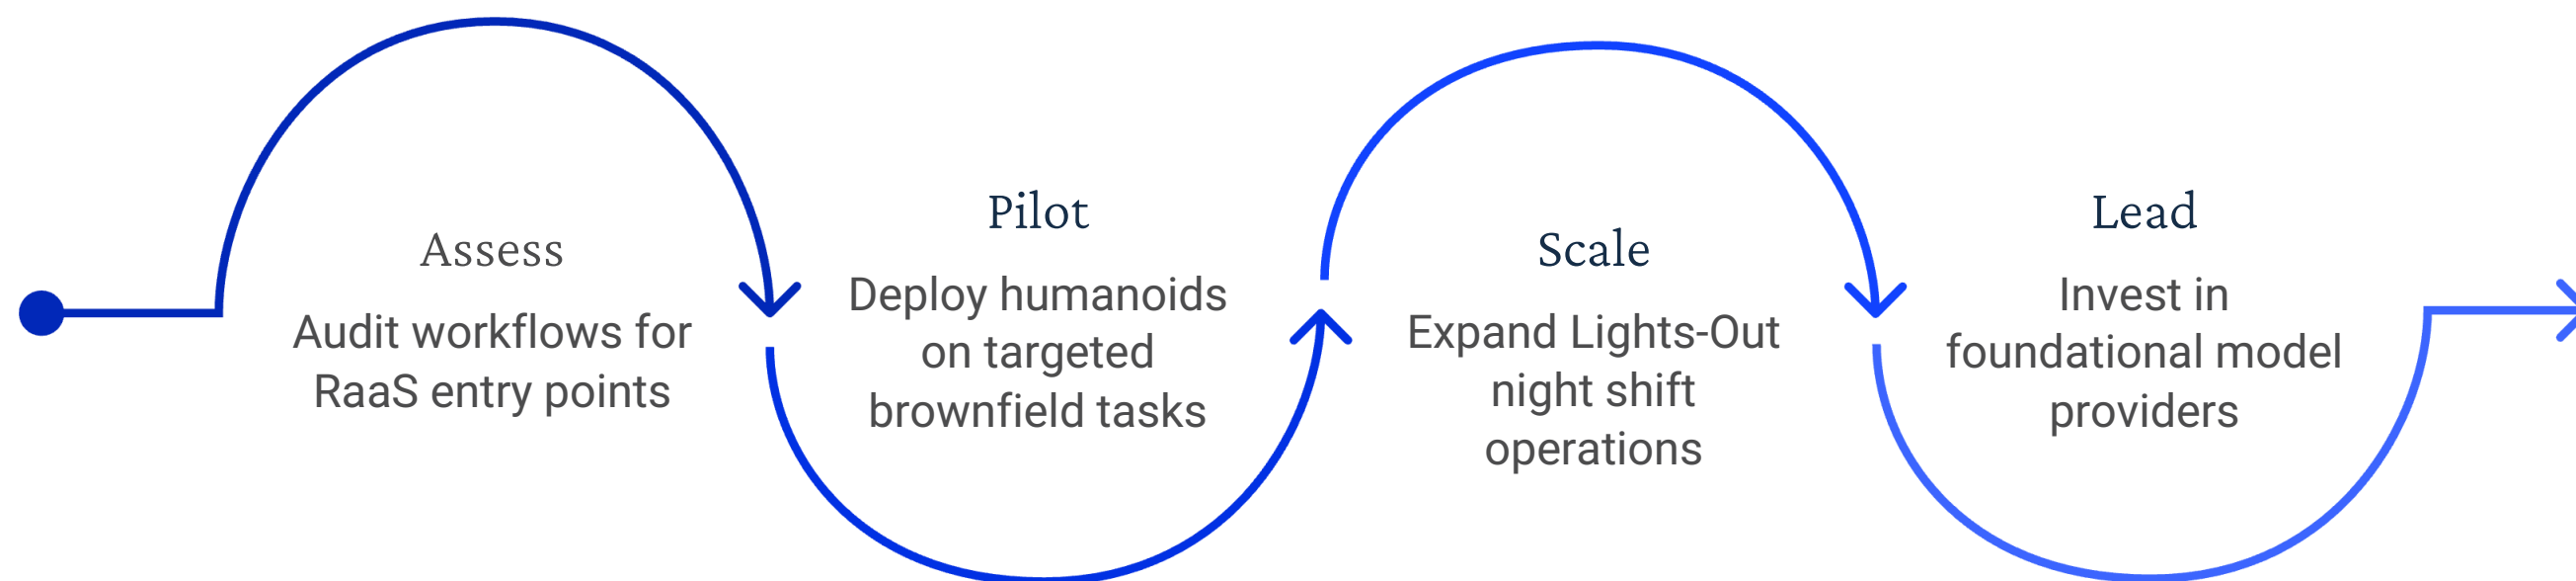 Assess
Audit workflows for
RaaS entry points
Pilot
Deploy humanoids
on targeted
brownfield tasks
Scale
Expand Lights-Out
night shift
operations
Lead
Invest in
foundational model
providers